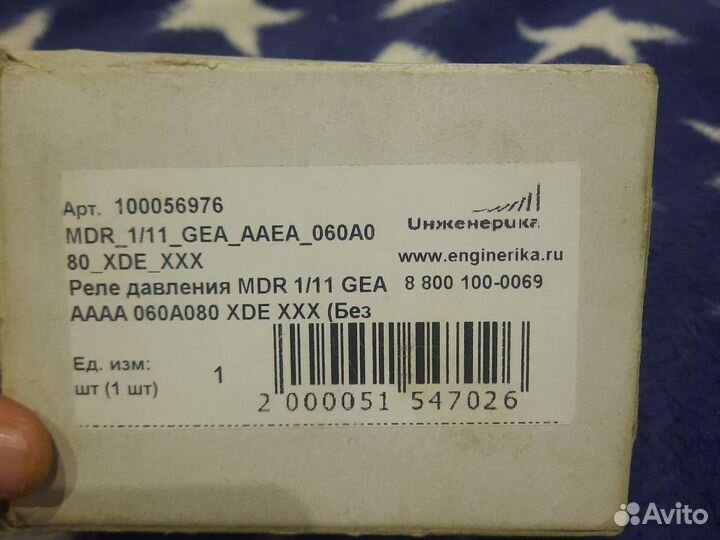 Арт. 100056976
MDR_1/11_GEA_AAEA_060A0
80_XDE_XXX
Реле давления MDR 1/11 GEA
AAAA 060A080 XDE XXX (Без
Ед. изм:
шт (1 шт)
1
Инженерика
www.enginerika.ru
8 800 100-0069
2 000051 547026
Avito